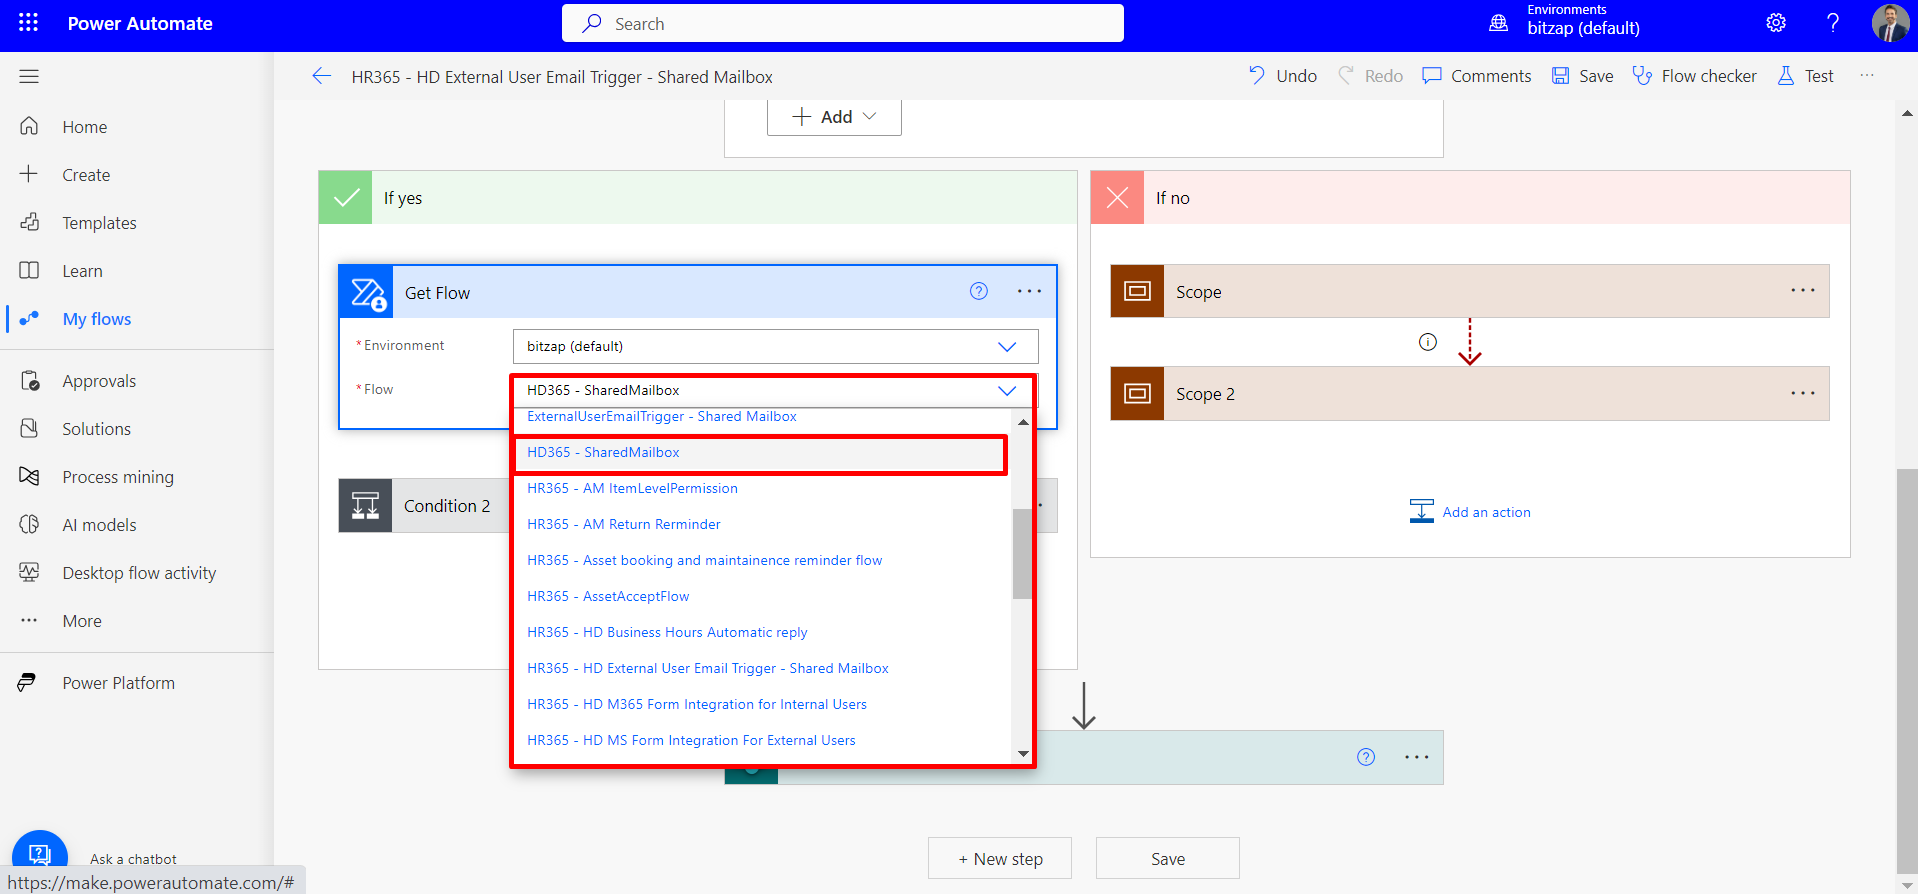 Power Automate
Search
Environments
bitzap (default)
HR365 - HD External User Email Trigger - Shared Mailbox
Undo
Redo
Comments
Save
Flow checker
Test
Home
Create
Templates
Learn
My flows
Approvals
Solutions
Process mining
AI models
Desktop flow activity
More
Power Platform
Ask a chatbot
https://make.powerautomate.com/#
Add
If yes
Get Flow
* Environment
bitzap (default)
* Flow
HD365 - SharedMailbox
ExternalUserEmailTrigger - Shared Mailbox
HD365 - SharedMailbox
HR365 - AM ItemLevelPermission
HR365 - AM Return Rerminder
HR365 - Asset booking and maintainence reminder flow
HR365 - AssetAcceptFlow
HR365 - HD Business Hours Automatic reply
HR365 - HD External User Email Trigger - Shared Mailbox
HR365 - HD M365 Form Integration for Internal Users
HR365 - HD MS Form Integration For External Users
Condition 2
If no
Scope
Scope 2
Add an action
+ New step
Save